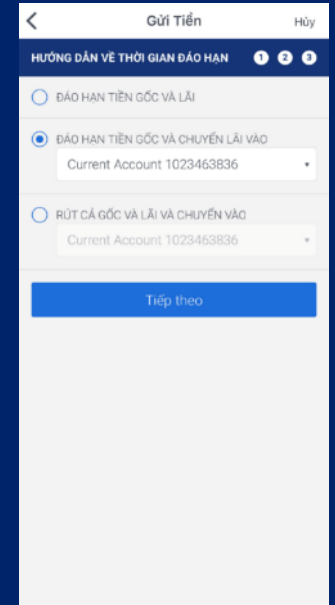 Gửi Tiền
Hủy
HƯỚNG DẪN VỀ THỜI GIAN ĐÁO HẠN 1 2 3
ĐÁO HẠN TIỀN GỐC VÀ LÃI
ĐÁO HẠN TIỀN GỐC VÀ CHUYỂN LÃI VÀO
Current Account 1023463836
RÚT CẢ GỐC VÀ LÃI VÀ CHUYỂN VÀO
Current Account 1023463836
Tiếp theo